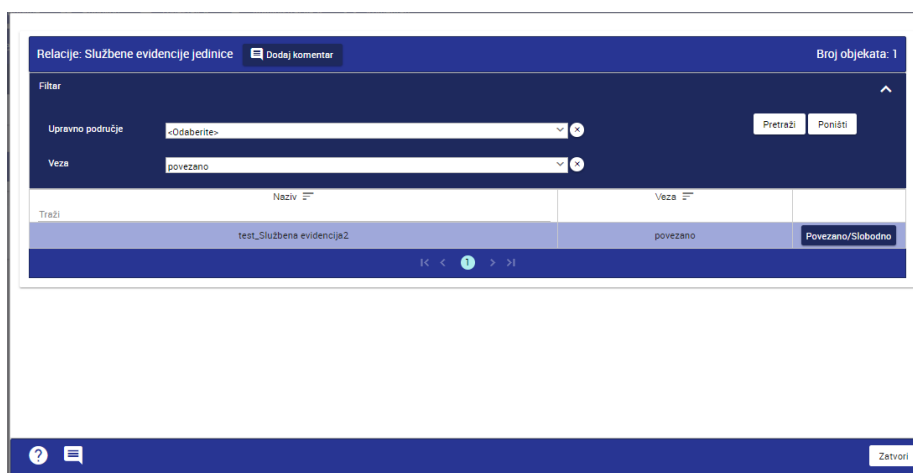 Relacije: Službene evidencije jedinice Dodaj komentar Broj objekata: 1
Filtar
Upravno područje <Odaberite> Pretraži Poništi
Veza povezano
Naziv Veza
Traži
test_Službena evidencija2 povezano Povezano/Slobodno
1
Zatvori